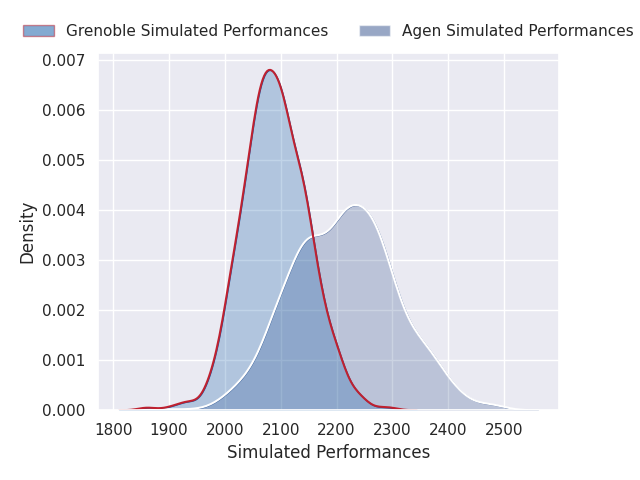 Grenoble Simulated Performances Agen Simulated Performances
0.007
0.006
0.005
0.004
0.003
0.002
0.001
0.000
Density
1800 1900 2000 2100 2200 2300 2400 2500
Simulated Performances